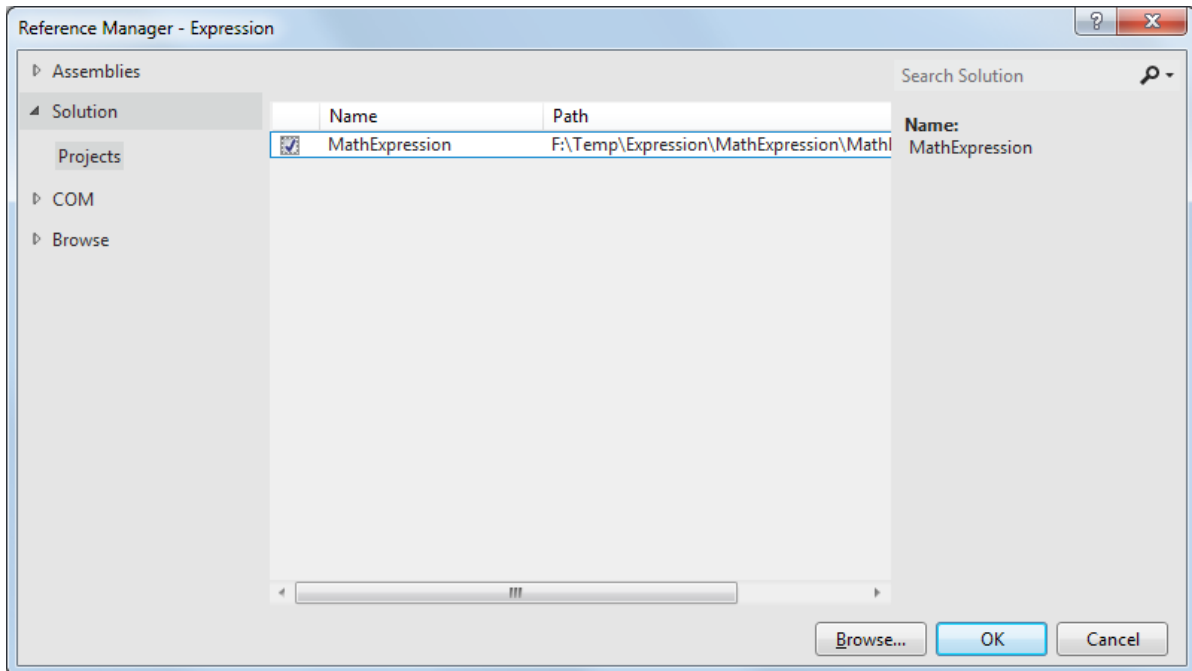 Reference Manager - Expression
Assemblies
Search Solution
Solution
Name Path
Name:
MathExpression F:\Temp\Expression\MathExpression\Mathl
MathExpression
Projects
COM
Browse
Browse... OK Cancel